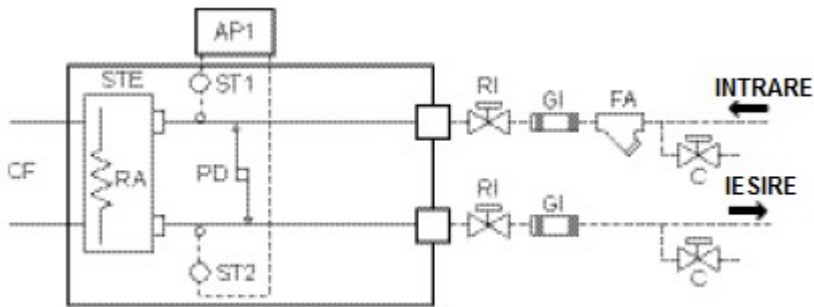 AP1
STE
ST1
RI
GI
FA
INTRARE
CF
RA
PD
C
RI
GI
IESIRE
ST2
C